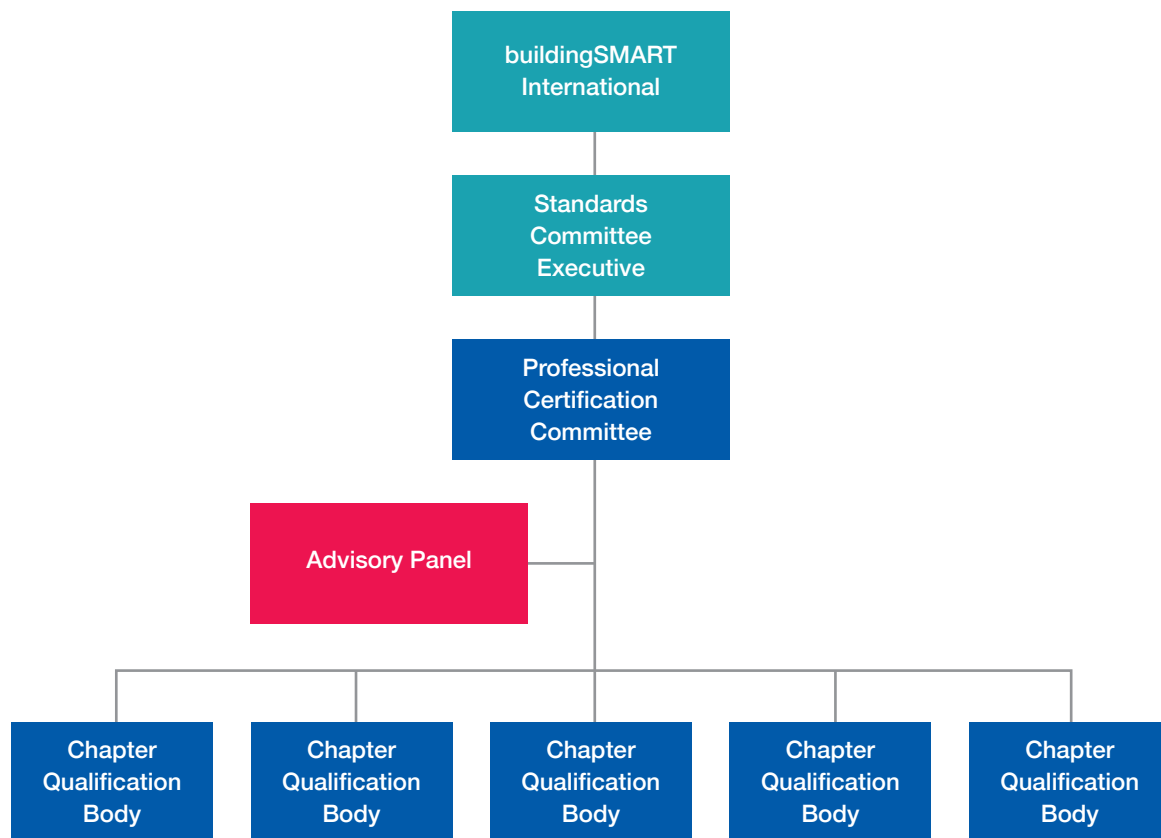 buildingSMART
International
Standards
Committee
Executive
Professional
Certification
Committee
Advisory Panel
Chapter
Qualification
Body
Chapter
Qualification
Body
Chapter
Qualification
Body
Chapter
Qualification
Body
Chapter
Qualification
Body